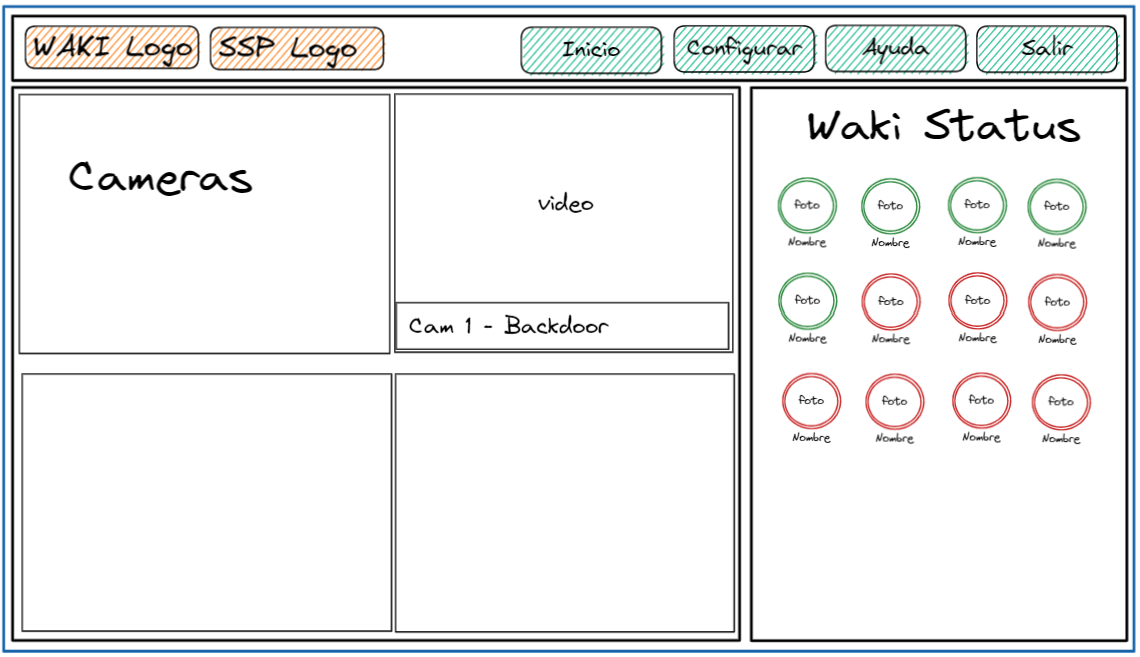 WAKI Logo
SSP Logo
Inicio
Configurar
Ayuda
Salir
Cameras
video
Cam 1 - Backdoor
Waki Status
foto foto foto foto
Nombre Nombre Nombre Nombre
foto foto foto foto
Nombre Nombre Nombre Nombre
foto foto foto foto
Nombre Nombre Nombre Nombre